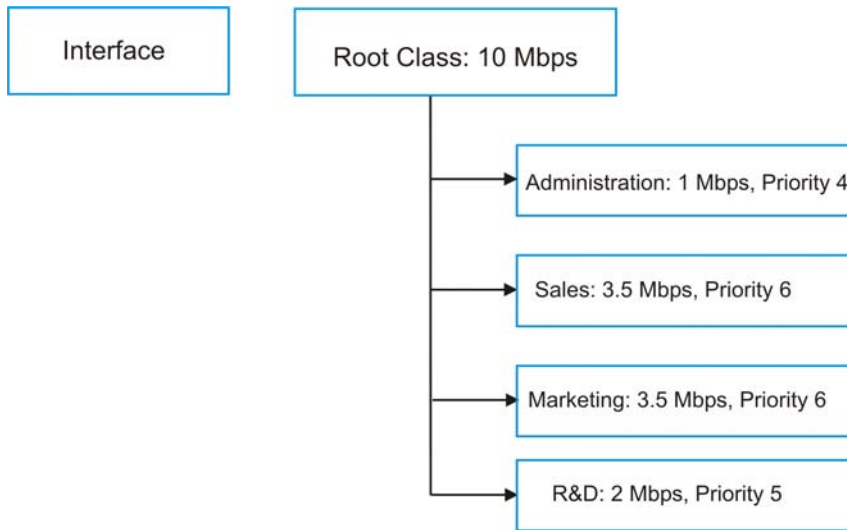 Interface
Root Class: 10 Mbps
Administration: 1 Mbps, Priority 4
Sales: 3.5 Mbps, Priority 6
Marketing: 3.5 Mbps, Priority 6
R&D: 2 Mbps, Priority 5